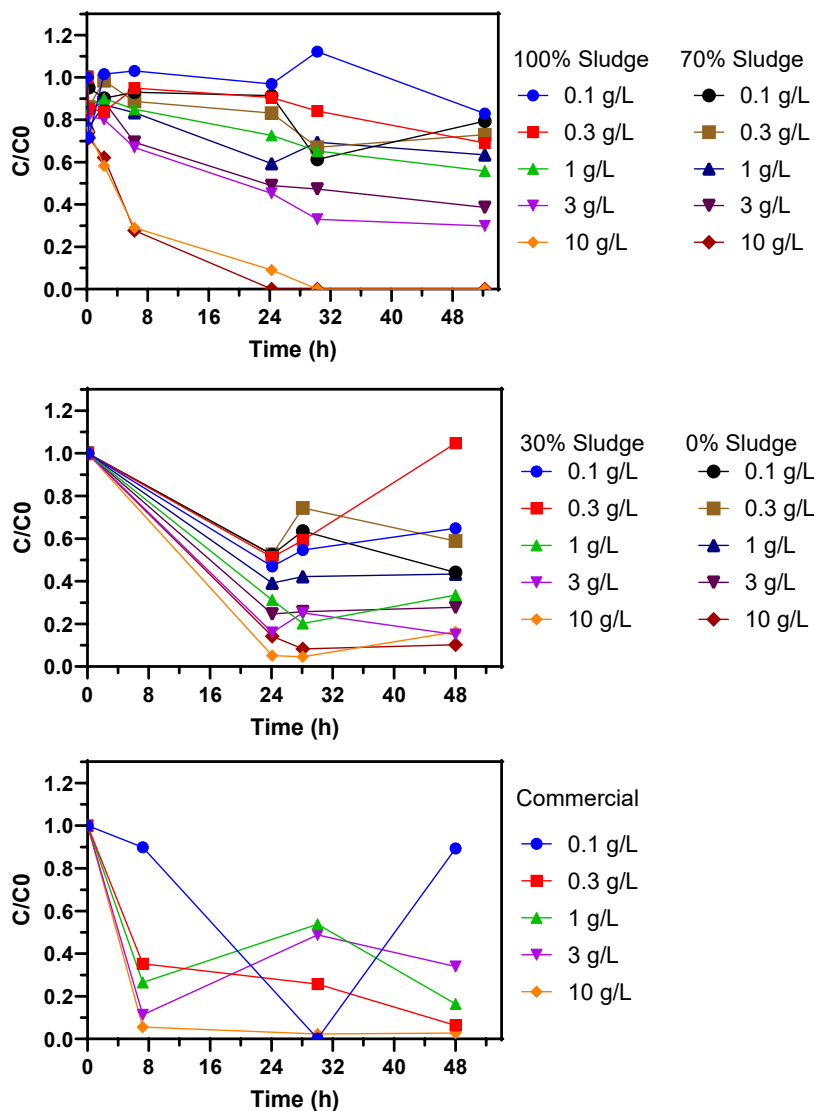 1.2
1.0
0.8
0.6
0.4
0.2
0.0
C/C0
0 8 16 24 32 40 48
Time (h)
100% Sludge 70% Sludge
0.1 g/L 0.1 g/L
0.3 g/L 0.3 g/L
1 g/L 1 g/L
3 g/L 3 g/L
10 g/L 10 g/L
1.2
1.0
0.8
0.6
0.4
0.2
0.0
C/C0
0 8 16 24 32 40 48
Time (h)
30% Sludge 0% Sludge
0.1 g/L 0.1 g/L
0.3 g/L 0.3 g/L
1 g/L 1 g/L
3 g/L 3 g/L
10 g/L 10 g/L
1.2
1.0
0.8
0.6
0.4
0.2
0.0
C/C0
0 8 16 24 32 40 48
Time (h)
Commercial
0.1 g/L
0.3 g/L
1 g/L
3 g/L
10 g/L